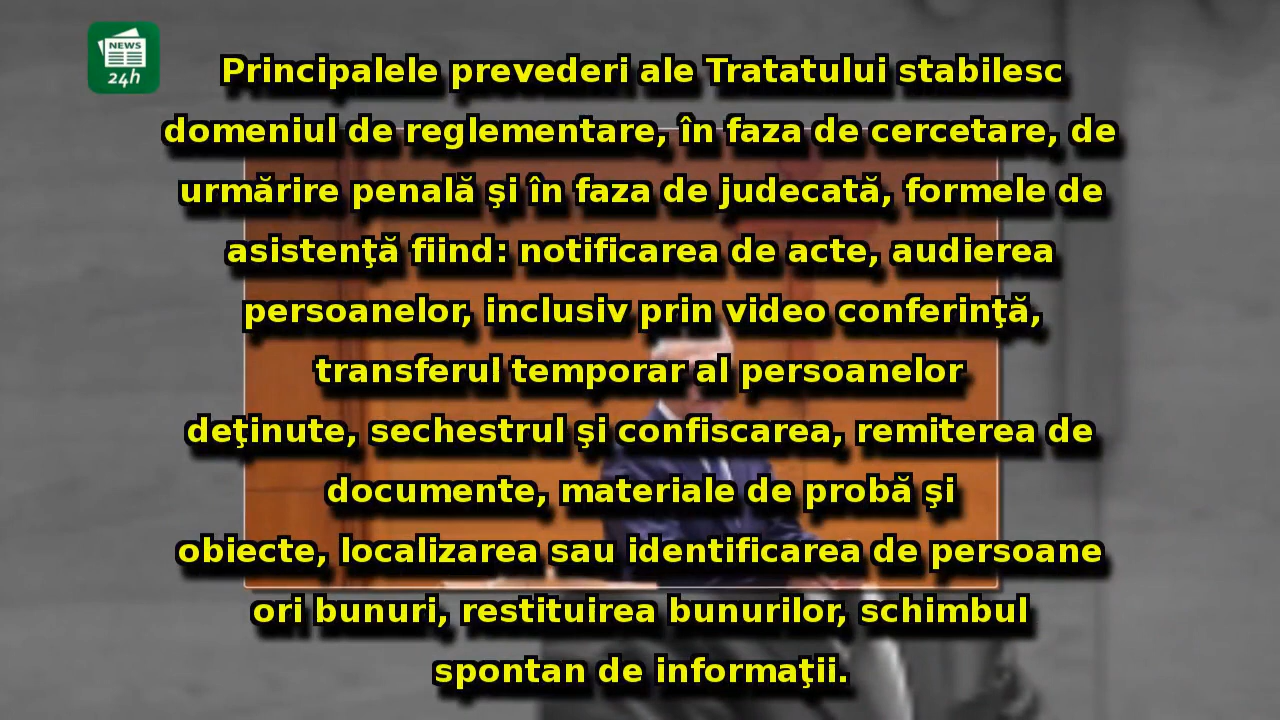 NEWS
24h
Principalele prevederi ale Tratatului stabilesc
domeniul de reglementare, în faza de cercetare, de
urmărire penală şi în faza de judecată, formele de
asistenţă fiind: notificarea de acte, audierea
persoanelor, inclusiv prin video conferinţă,
transferul temporar al persoanelor
deţinute, sechestrul şi confiscarea, remiterea de
documente, materiale de probă şi
obiecte, localizarea sau identificarea de persoane
ori bunuri, restituirea bunurilor, schimbul
spontan de informaţii.